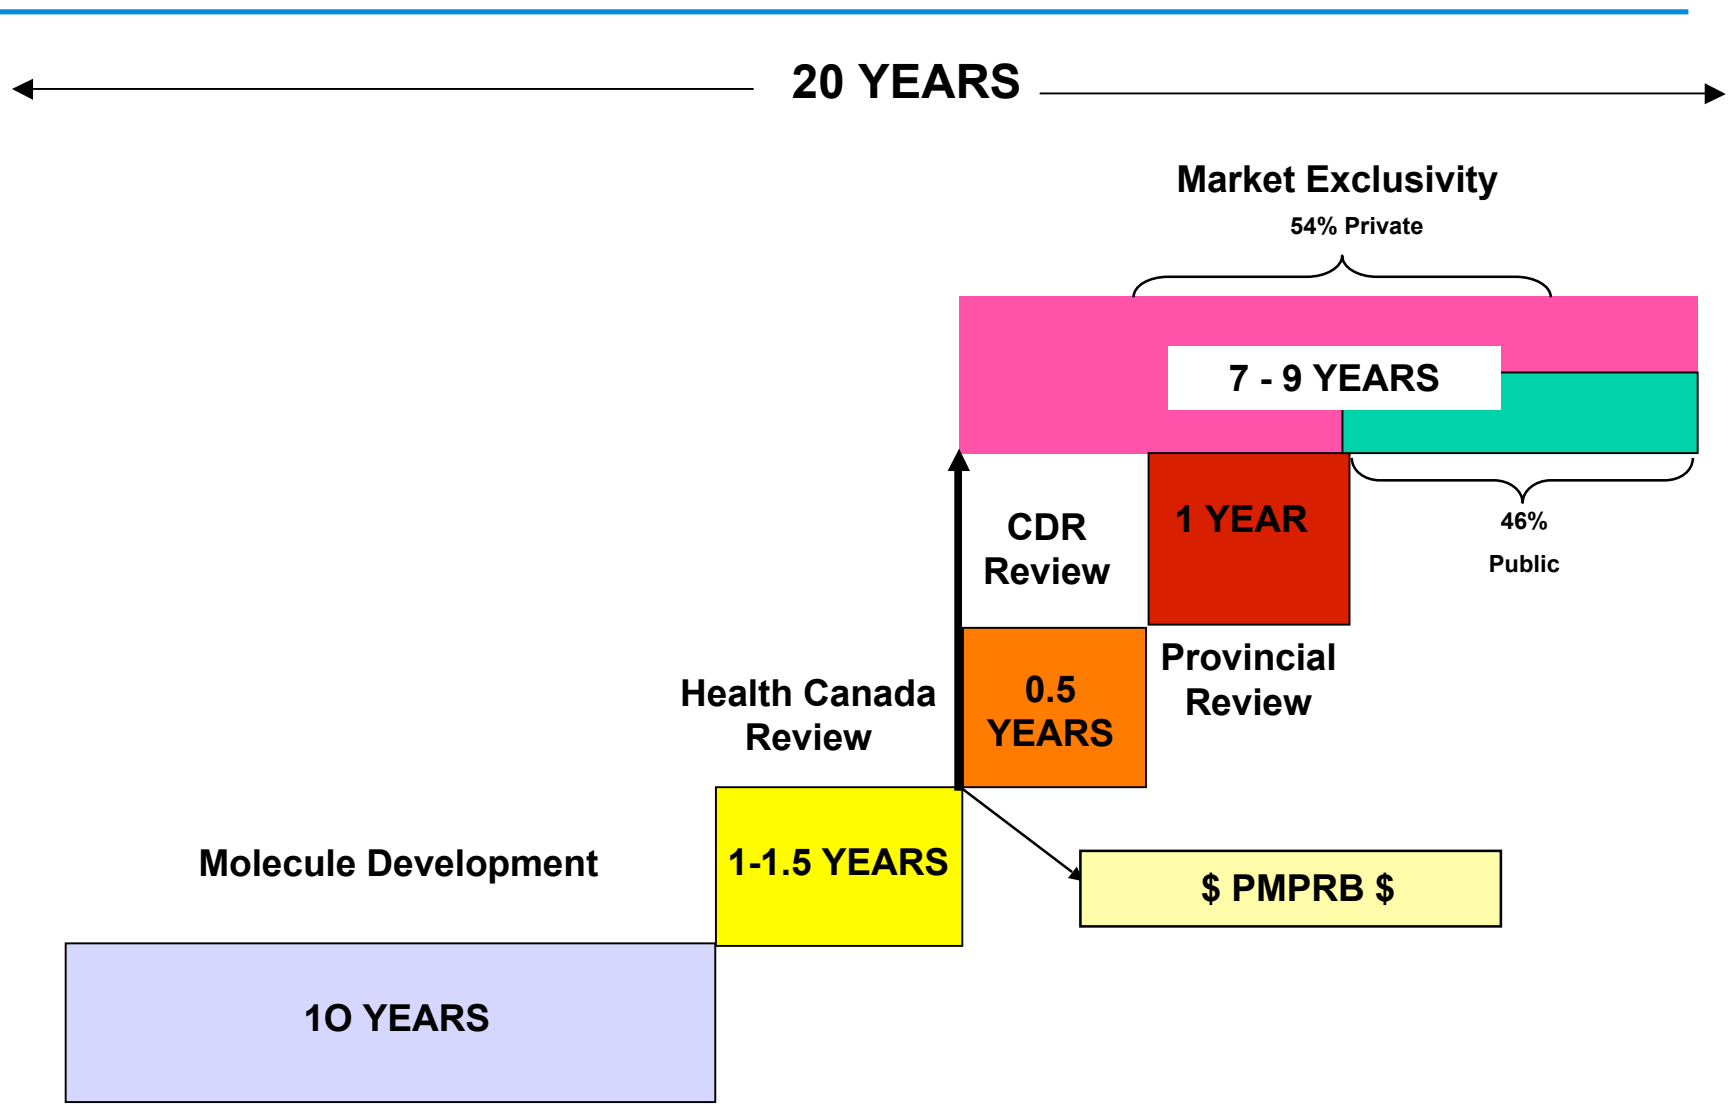 20 YEARS
Market Exclusivity
54% Private
7 - 9 YEARS
CDR
Review
1 YEAR
46%
Public
Health Canada
Review
0.5
YEARS
Provincial
Review
Molecule Development
1-1.5 YEARS
$ PMPRB $
1O YEARS